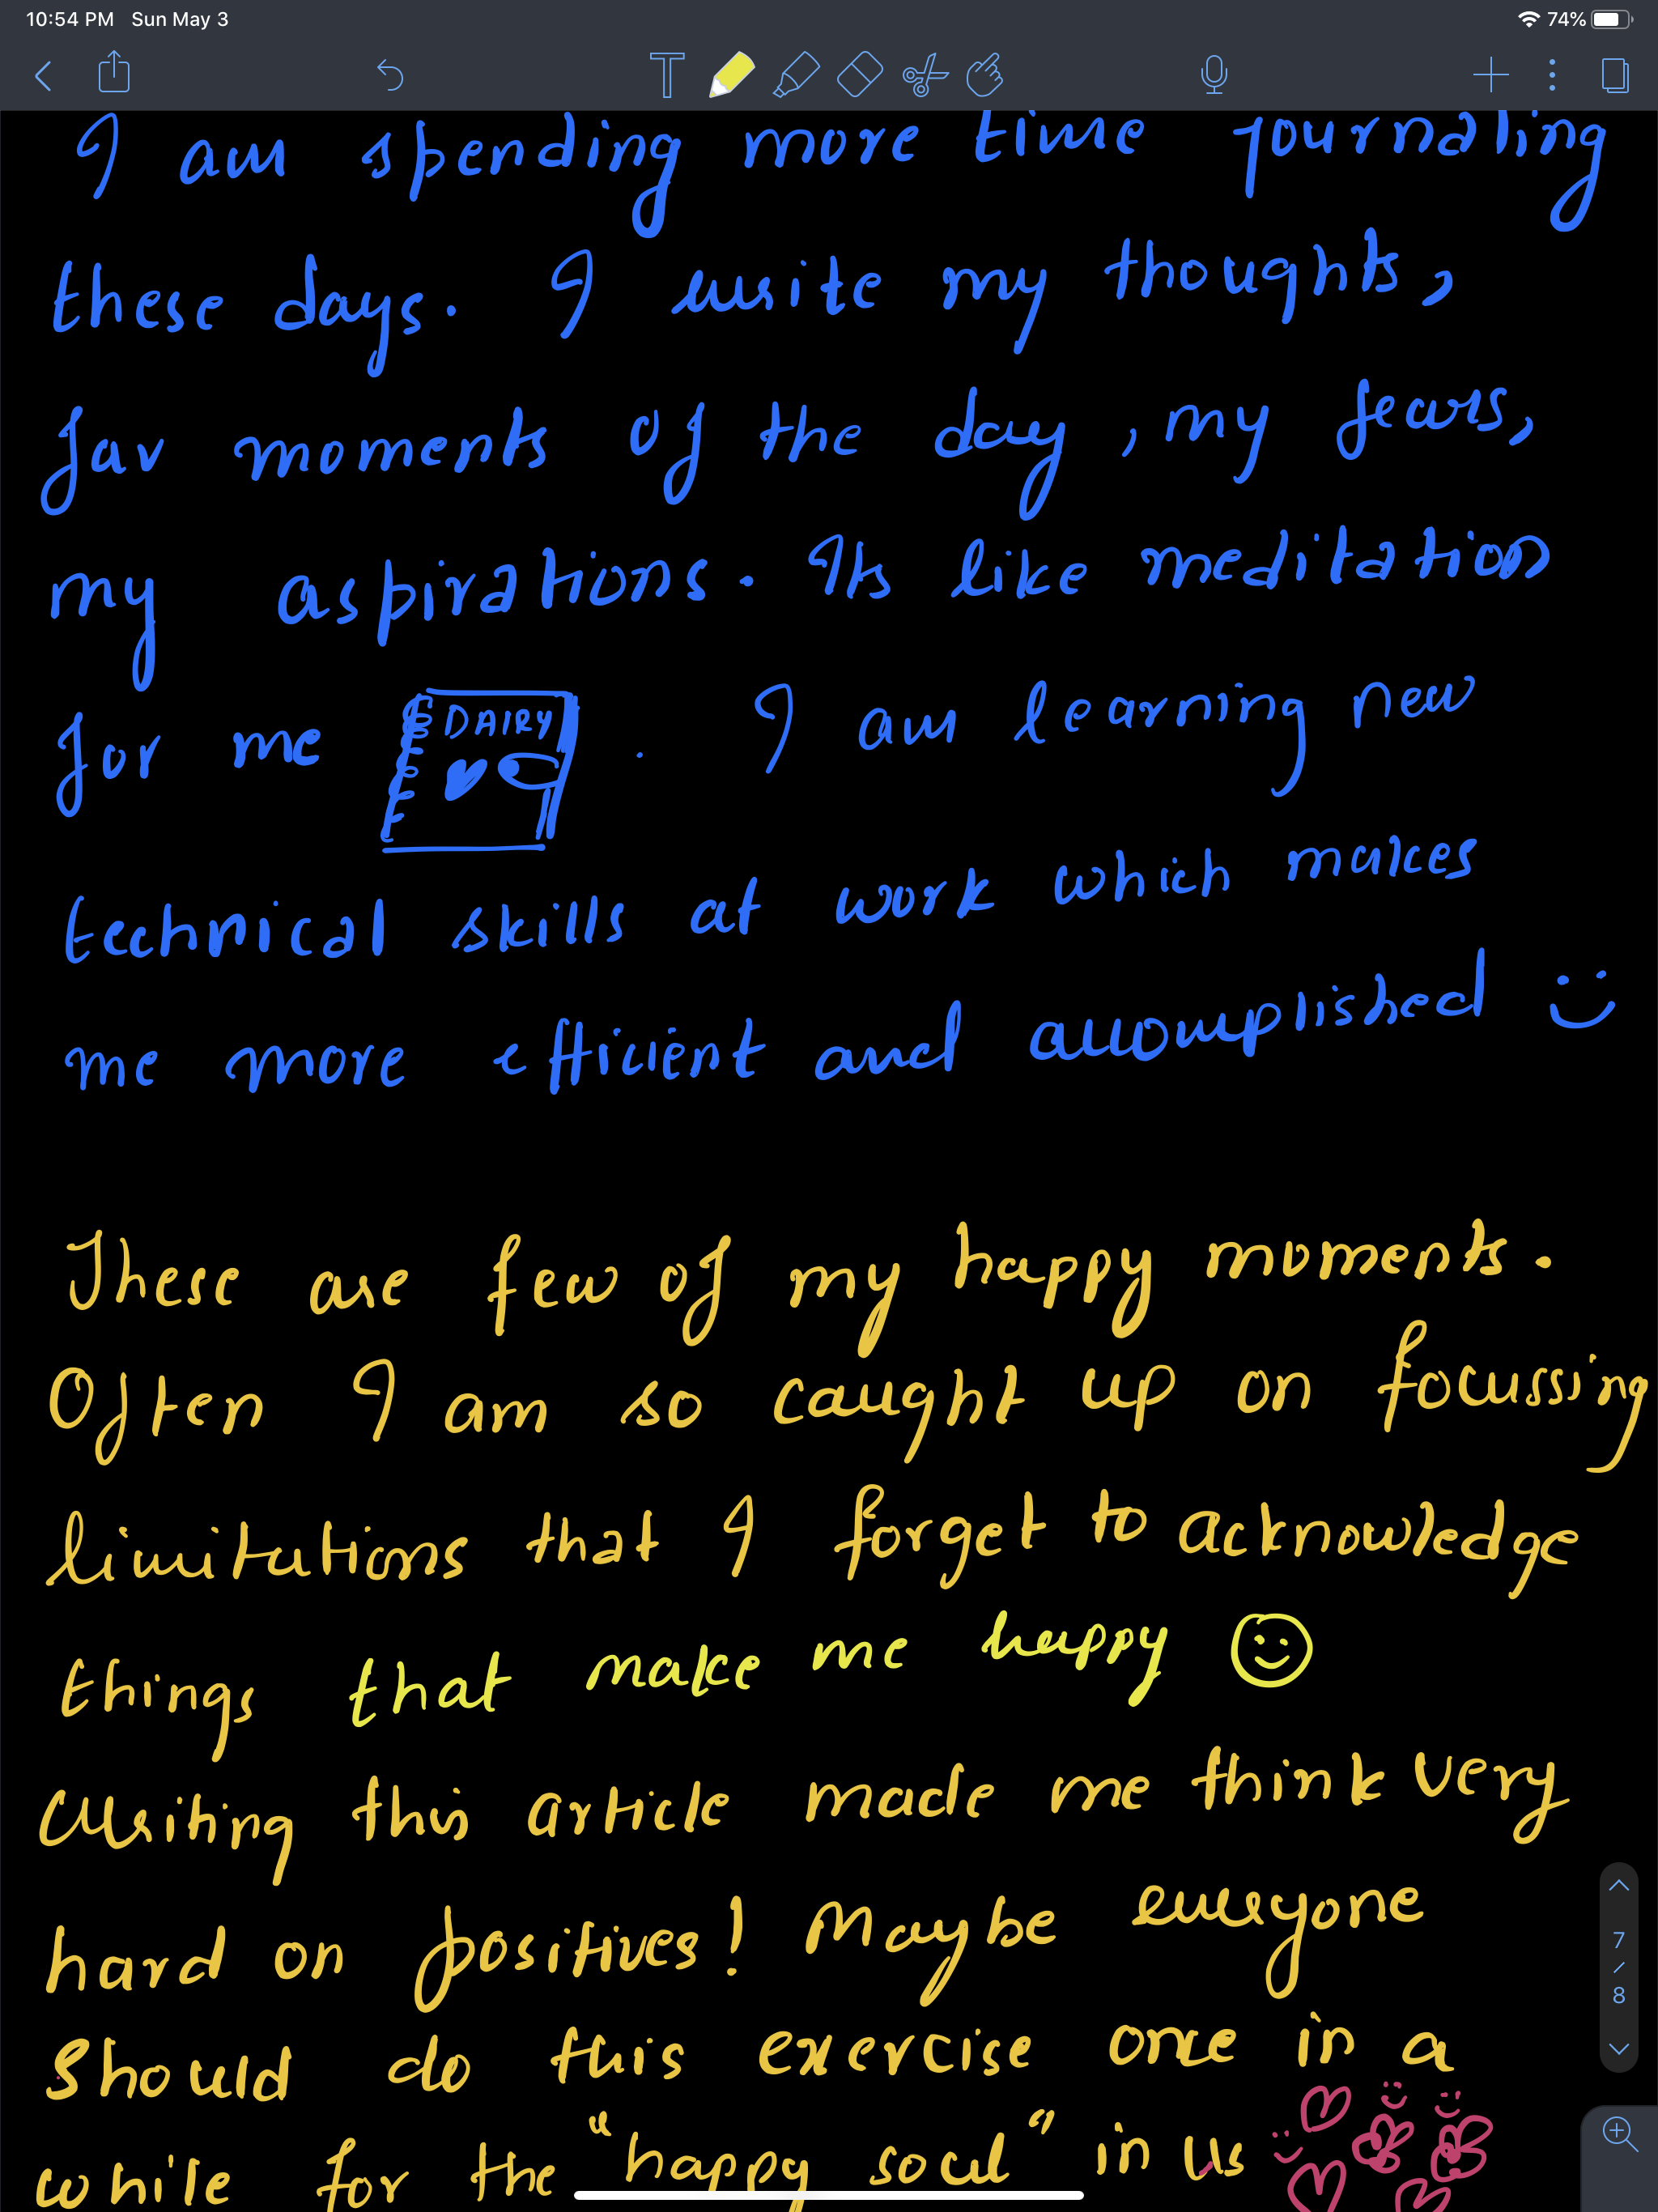 10:54 PM Sun May 3 74%
I am spending more time journaling
these days. I write my thoughts,
fav moments of the day, my fears,
my aspirations. Its like meditation
for me DAIRY . I am learning new
technical skills at work which makes
me more efficient and accomplished
These are few of my happy moments.
Often I am so caught up on focussing
limitations that I forget to acknowledge
things that make me happy
Writing this article made me think very
hard on positives! Maybe everyone
should do this exercise once in a
while for the "happy soul" in us
7
/
8